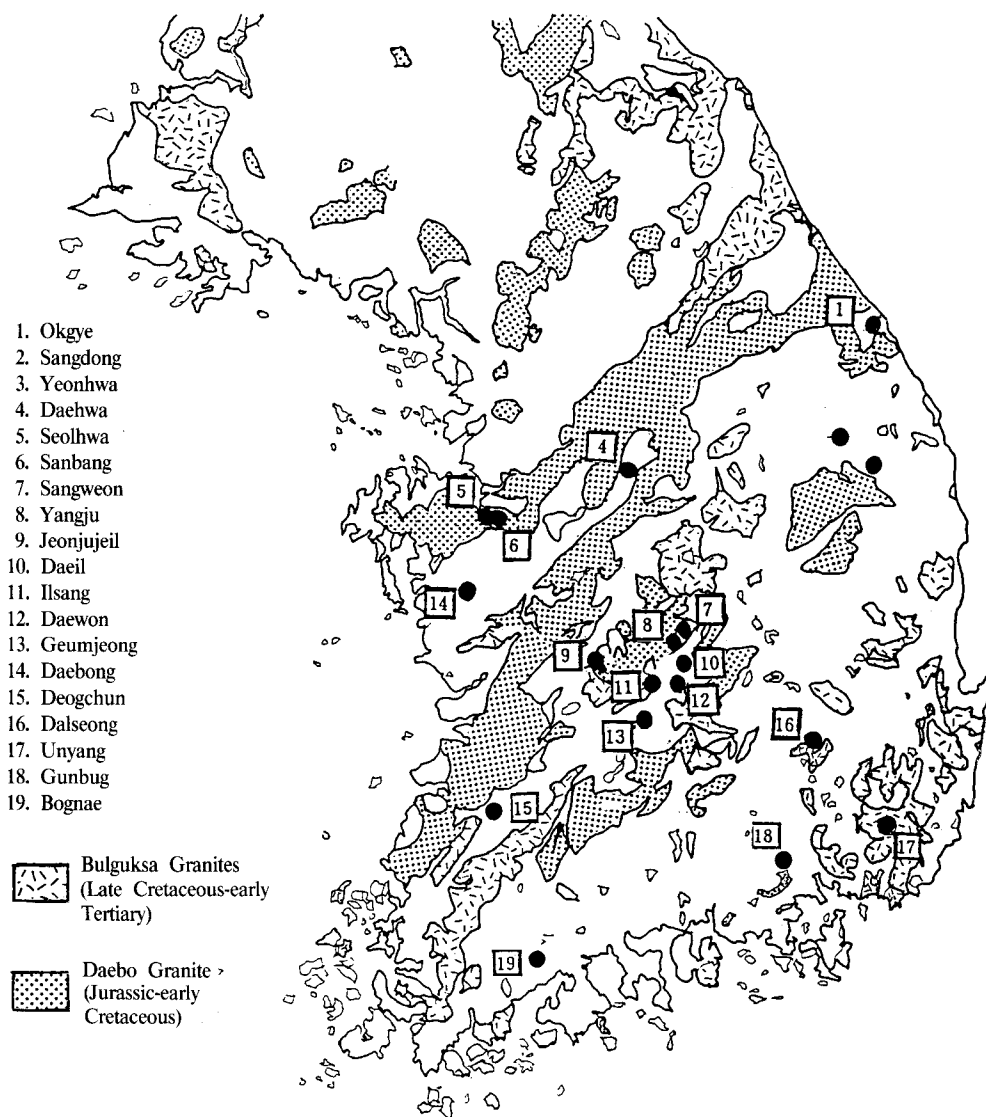 1. Okgye
2. Sangdong
3. Yeonhwa
4. Daehwa
5. Seolhwa
6. Sanbang
7. Sangweon
8. Yangju
9. Jeonjujeil
10. Daeil
11. Ilsang
12. Daewon
13. Geumjeong
14. Daebong
15. Deogchun
16. Dalseong
17. Unyang
18. Gunbug
19. Bognae
Bulguksa Granites
(Late Cretaceous-early
Tertiary)
Daebo Granite
(Jurassic-early
Cretaceous)
1
4
5
6
14
7
8
9
10
11
12
13
16
15
18
17
19